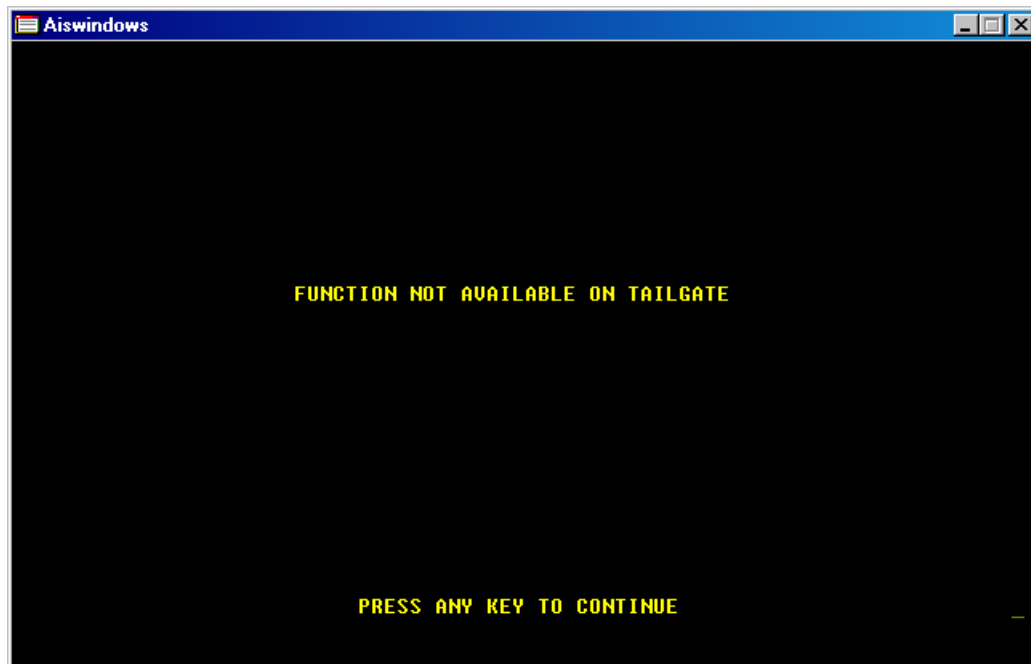 Aiswindows
FUNCTION NOT AVAILABLE ON TAILGATE
PRESS ANY KEY TO CONTINUE